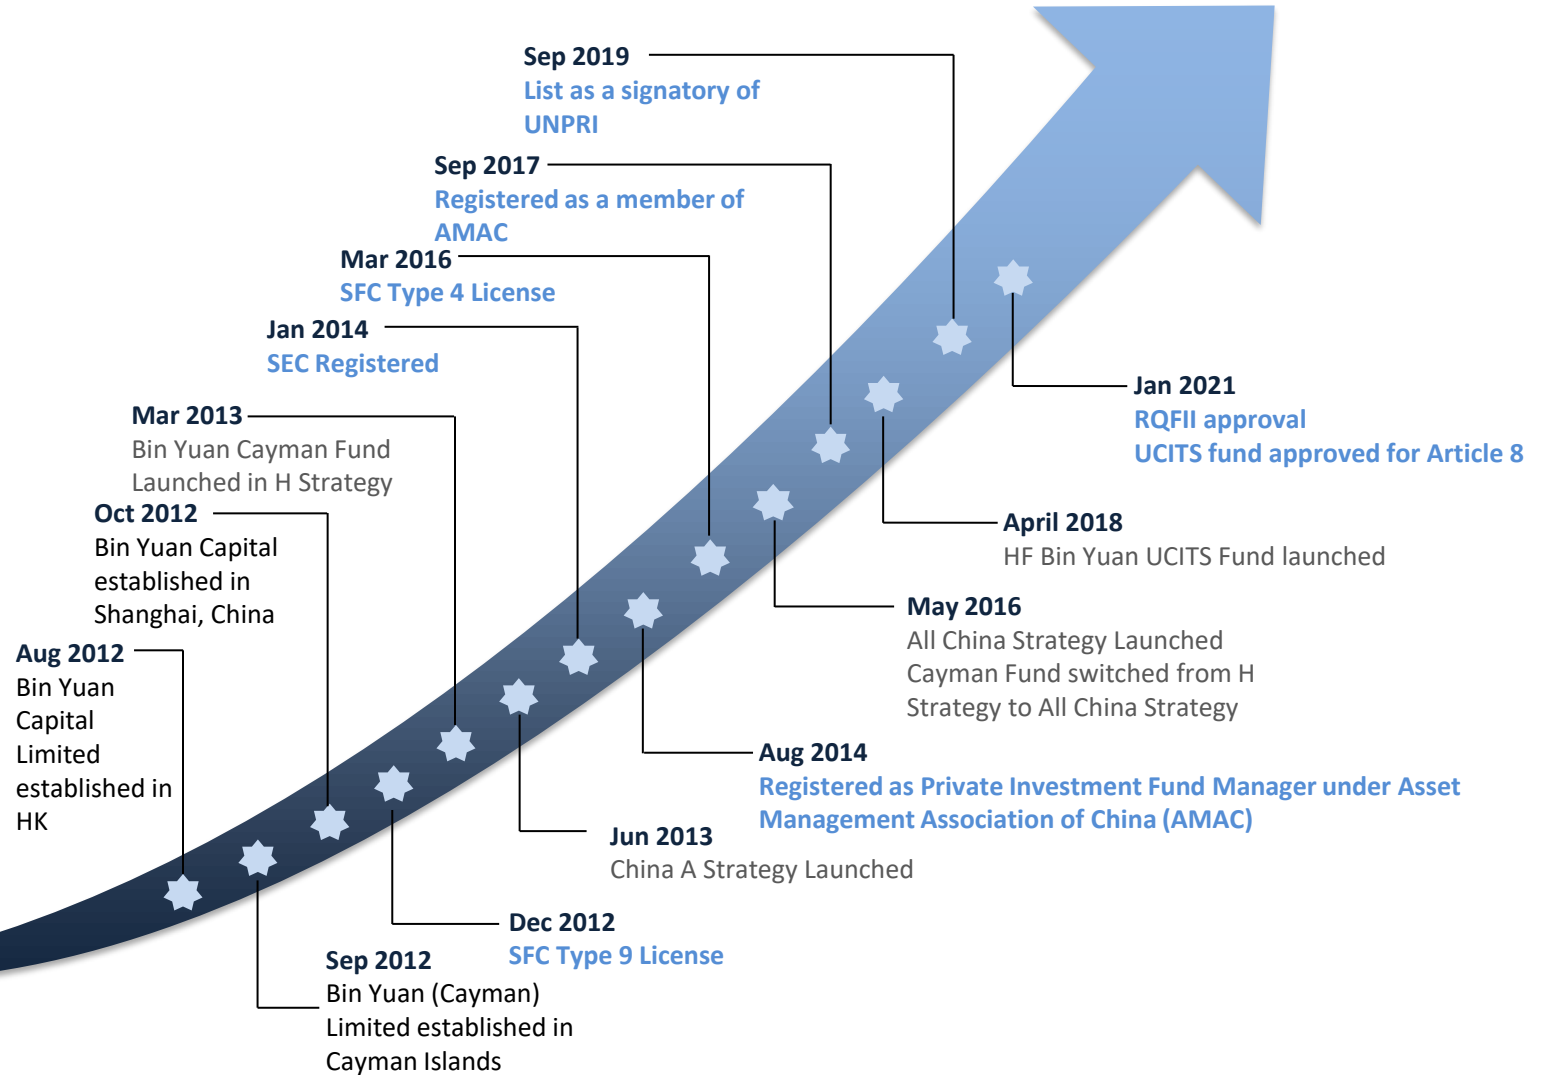 Sep 2019
List as a signatory of
UNPRI
Sep 2017
Registered as a member of
AMAC
Mar 2016
SFC Type 4 License
Jan 2014
SEC Registered
Mar 2013
Bin Yuan Cayman Fund
Launched in H Strategy
Oct 2012
Bin Yuan Capital
established in
Shanghai, China
Aug 2012
Bin Yuan
Capital
Limited
established in
HK
Jan 2021
RQFII approval
UCITS fund approved for Article 8
April 2018
HF Bin Yuan UCITS Fund launched
May 2016
All China Strategy Launched
Cayman Fund switched from H
Strategy to All China Strategy
Aug 2014
Registered as Private Investment Fund Manager under Asset
Management Association of China (AMAC)
Jun 2013
China A Strategy Launched
Dec 2012
SFC Type 9 License
Sep 2012
Bin Yuan (Cayman)
Limited established in
Cayman Islands